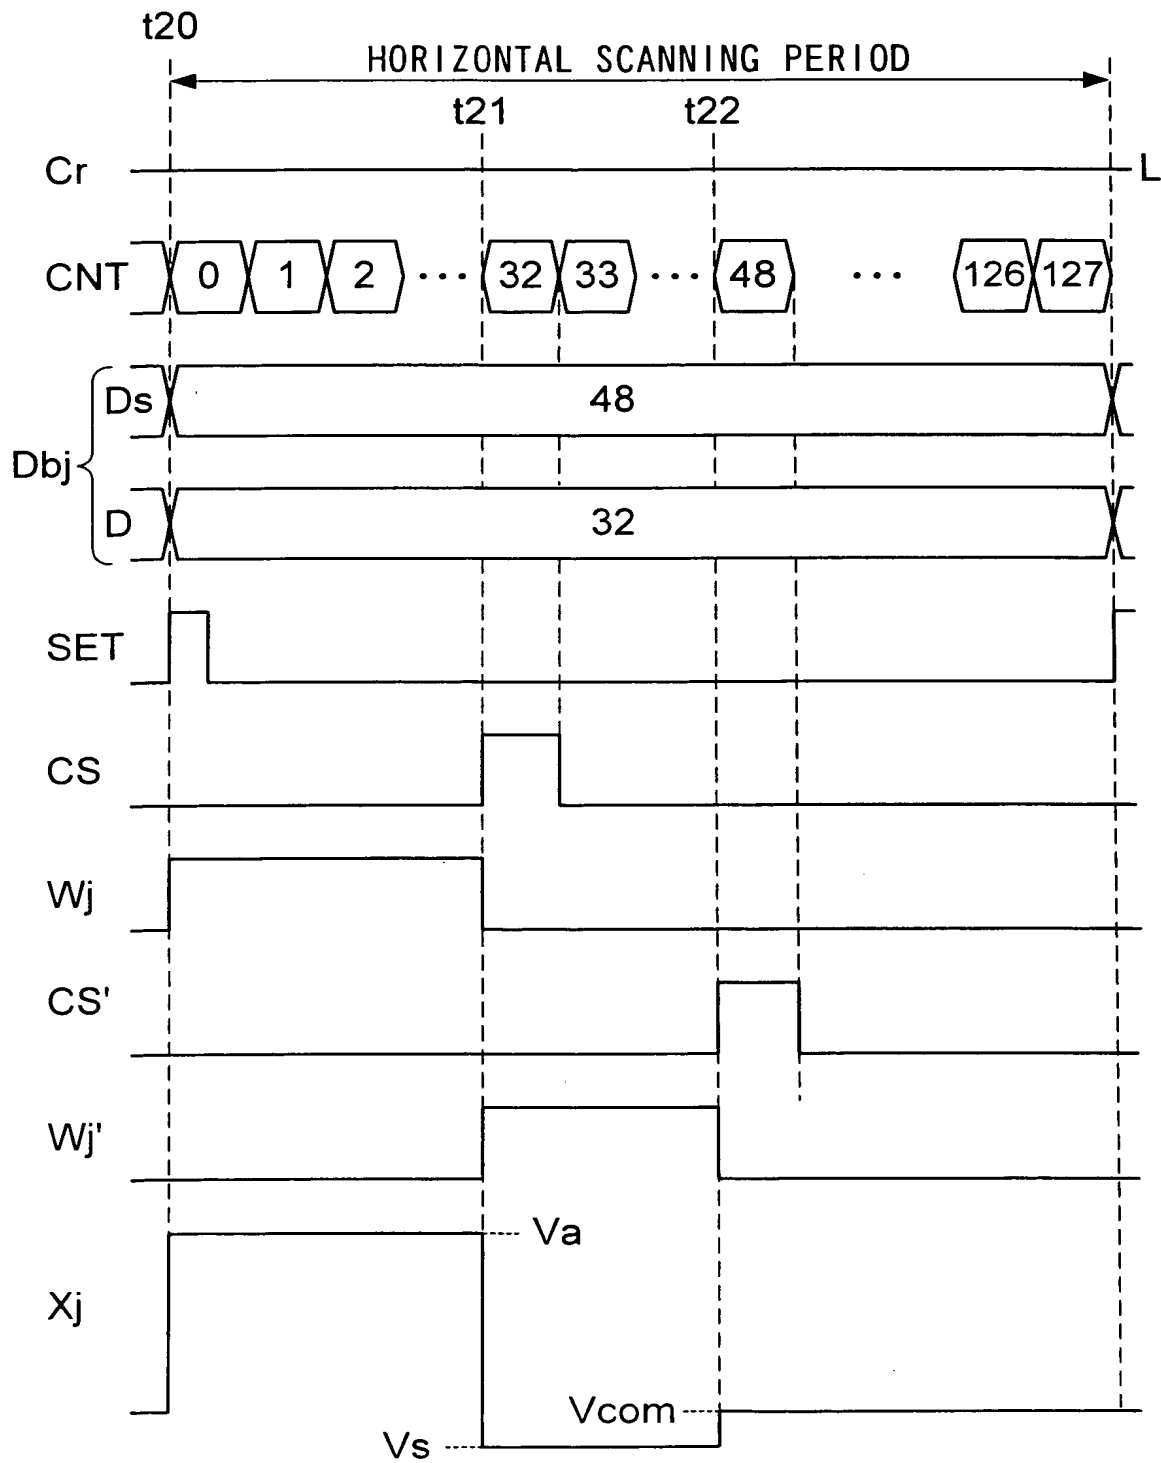 t20
HORIZONTAL SCANNING PERIOD
t21 t22
Cr L
CNT 0 1 2 ··· 32 33 ··· 48 ··· 126 127
Ds 48
Dbj
D 32
SET
CS
Wj
CS'
Wj'
Va
Xj
Vcom
Vs